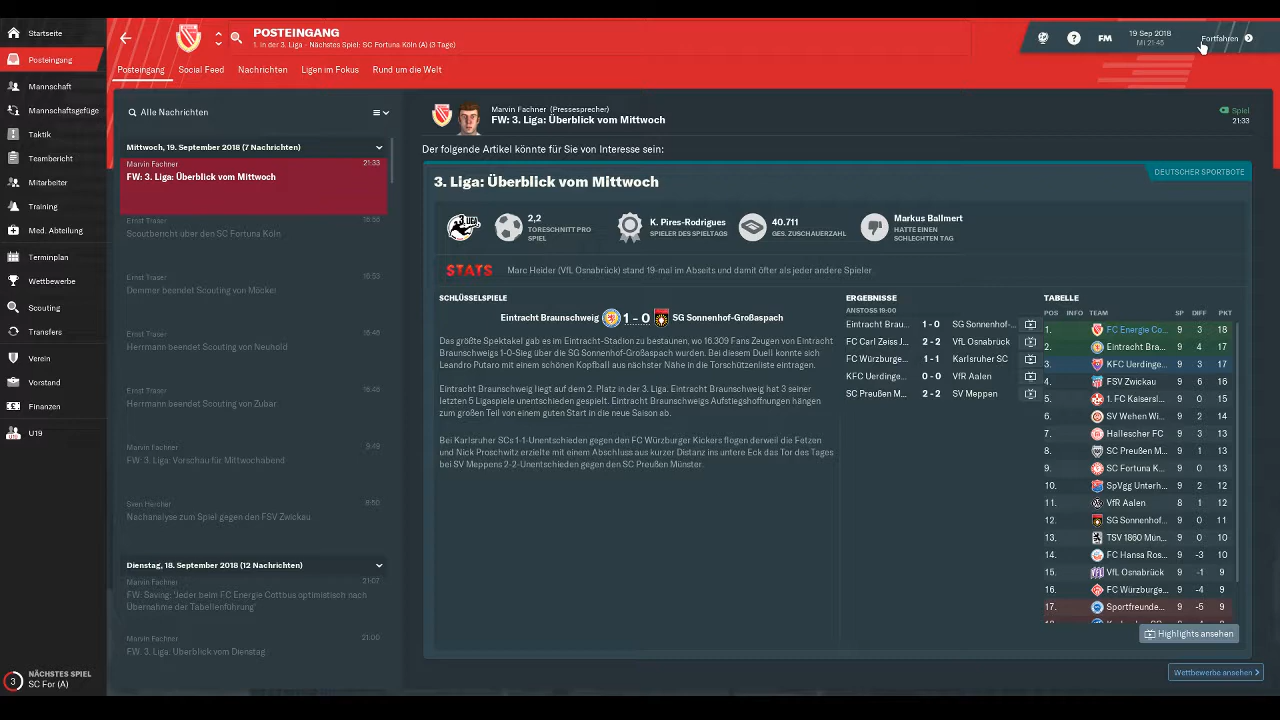 Startseite
Posteingang
Mannschaft
Mannschaftsgefüge
Taktik
Teambericht
Mitarbeiter
Training
Med. Abteilung
Terminplan
Wettbewerbe
Scouting
Transfers
Verein
Vorstand
Finanzen
U19
NÄCHSTES SPIEL
3 SC For (A)
POSTEINGANG
1. in der 3. Liga - Nächstes Spiel: SC Fortuna Köln (A) (3 Tage)
FM
19 Sep 2018
Mi 21:45
Fortfahren
Posteingang Social Feed Nachrichten Ligen im Fokus Rund um die Welt
Alle Nachrichten
Mittwoch, 19. September 2018 (7 Nachrichten)
Marvin Fachner 21:33
FW: 3. Liga: Überblick vom Mittwoch
Ernst Traser
Scoutbericht über den SC Fortuna Köln
Ernst Traser 16:53
Demmer beendet Scouting von Möckel
Ernst Traser 16:46
Herrmann beendet Scouting von Neuhold
Ernst Traser 16:46
Herrmann beendet Scouting von Zubar
Marvin Fachner 9:49
FW: 3. Liga: Vorschau für Mittwochabend
Sven Hercher 8:50
Nachanalyse zum Spiel gegen den FSV Zwickau
Dienstag, 18. September 2018 (12 Nachrichten)
Marvin Fachner 21:07
FW: Saving: 'Jeder beim FC Energie Cottbus optimistisch nach
Übernahme der Tabellenführung'
Marvin Fachner 21:00
FW: 3. Liga: Überblick vom Dienstag
Marvin Fachner (Pressesprecher)
FW: 3. Liga: Überblick vom Mittwoch
Spiel
21:33
Der folgende Artikel könnte für Sie von Interesse sein:
3. Liga: Überblick vom Mittwoch
DEUTSCHER SPORTBOTE
2,2
TORESCHNITT PRO
SPIEL
K. Pires-Rodrigues
SPIELER DES SPIELTAGS
40.711
GES. ZUSCHAUERZAHL
Markus Ballmert
HATTE EINEN
SCHLECHTEN TAG
STATS Marc Heider (VfL Osnabrück) stand 19-mal im Abseits und damit öfter als jeder andere Spieler.
SCHLÜSSELSPIELE
Eintracht Braunschweig 1 - 0 SG Sonnenhof-Großaspach
Das größte Spektakel gab es im Eintracht-Stadion zu bestaunen, wo 16.309 Fans Zeugen von Eintracht
Braunschweigs 1-0-Sieg über die SG Sonnenhof-Großaspach wurden. Bei diesem Duell konnte sich
Leandro Putaro mit einem schönen Kopfball aus nächster Nähe in die Torschützenliste eintragen.
Eintracht Braunschweig liegt auf dem 2. Platz in der 3. Liga. Eintracht Braunschweig hat 3 seiner
letzten 5 Ligaspiele unentschieden gespielt. Eintracht Braunschweigs Aufstiegshoffnungen hängen
zum großen Teil von einem guten Start in die neue Saison ab.
Bei Karlsruher SCs 1-1-Unentschieden gegen den FC Würzburger Kickers flogen derweil die Fetzen
und Nick Proschwitz erzielte mit einem Abschluss aus kurzer Distanz ins untere Eck das Tor des Tages
bei SV Meppens 2-2-Unentschieden gegen den SC Preußen Münster.
ERGEBNISSE
ANSTOSS 19:00
Eintracht Brau... 1 - 0 SG Sonnenhof-...
FC Carl Zeiss J... 2 - 2 VfL Osnabrück
FC Würzburge... 1 - 1 Karlsruher SC
KFC Uerdinge... 0 - 0 VfR Aalen
SC Preußen M... 2 - 2 SV Meppen
TABELLE
POS INFO TEAM SP DIFF PKT
1. FC Energie Co... 9 3 18
2. Eintracht Bra... 9 4 17
3. KFC Uerdinge... 9 3 17
4. FSV Zwickau 9 6 16
5. 1. FC Kaisersl... 9 0 15
6. SV Wehen Wi... 9 2 14
7. Hallescher FC 9 3 13
8. SC Preußen M... 9 1 13
9. SC Fortuna K... 9 0 13
10. SpVgg Unterh... 9 2 12
11. VfR Aalen 8 1 12
12. SG Sonnenhof... 9 0 11
13. TSV 1860 Mün... 9 0 10
14. FC Hansa Ros... 9 -3 10
15. VfL Osnabrück 9 -1 9
16. FC Würzburge... 9 -4 9
17. Sportfreunde... 9 -5 9
Highlights ansehen
Wettbewerbe ansehen